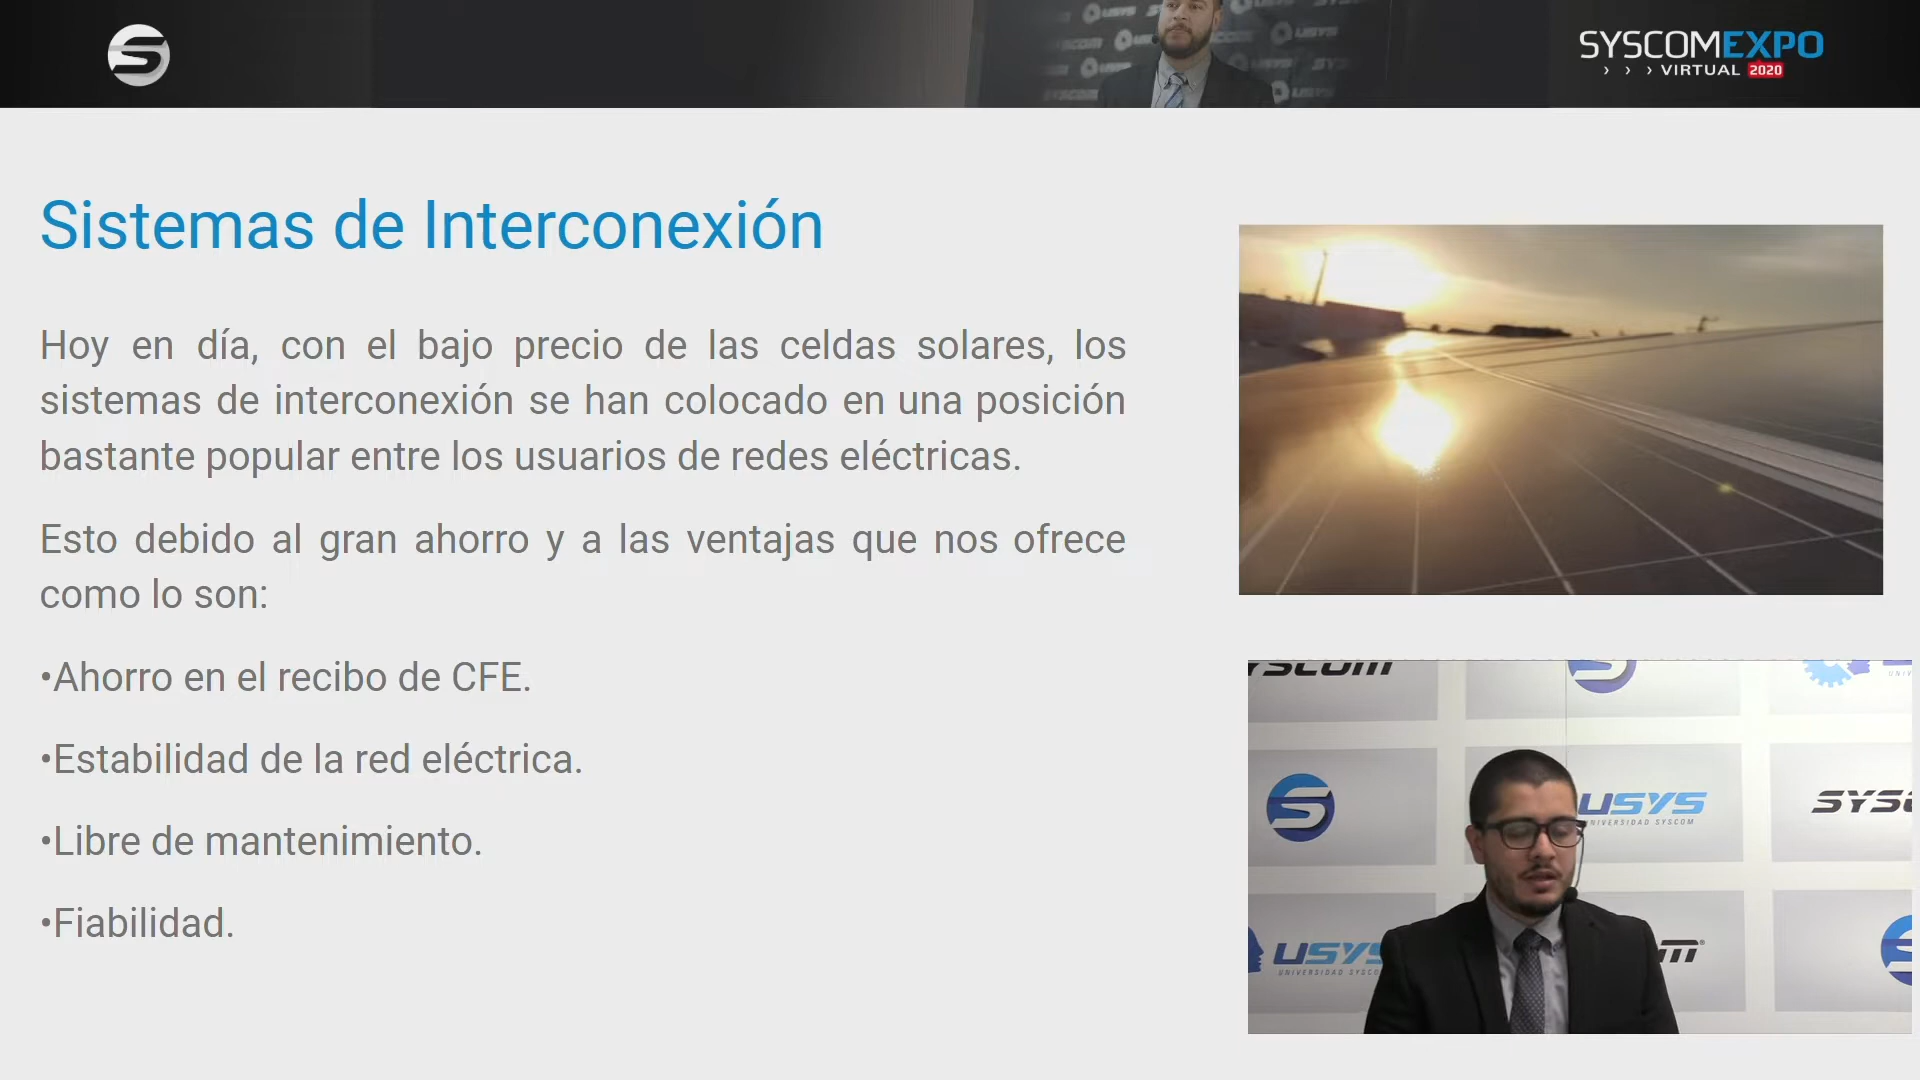 SYSCOMEXPO
› › › VIRTUAL 2020
Sistemas de Interconexión
Hoy en día, con el bajo precio de las celdas solares, los
sistemas de interconexión se han colocado en una posición
bastante popular entre los usuarios de redes eléctricas.
Esto debido al gran ahorro y a las ventajas que nos ofrece
como lo son:
•Ahorro en el recibo de CFE.
•Estabilidad de la red eléctrica.
•Libre de mantenimiento.
•Fiabilidad.
USYS
UNIVERSIDAD SYSCOM
USYS
UNIVERSIDAD SYSCO